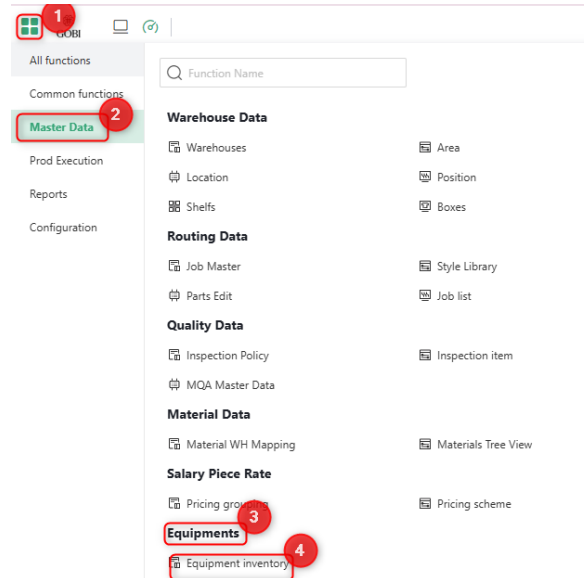 1
GOBI
All functions
Function Name
Common functions
2
Warehouse Data
Master Data
Warehouses
Area
Prod Execution
Location
Position
Reports
Shelfs
Boxes
Configuration
Routing Data
Job Master
Style Library
Parts Edit
Job list
Quality Data
Inspection Policy
Inspection item
MQA Master Data
Material Data
Material WH Mapping
Materials Tree View
Salary Piece Rate
Pricing grouping
Pricing scheme
3
Equipments
4
Equipment inventory